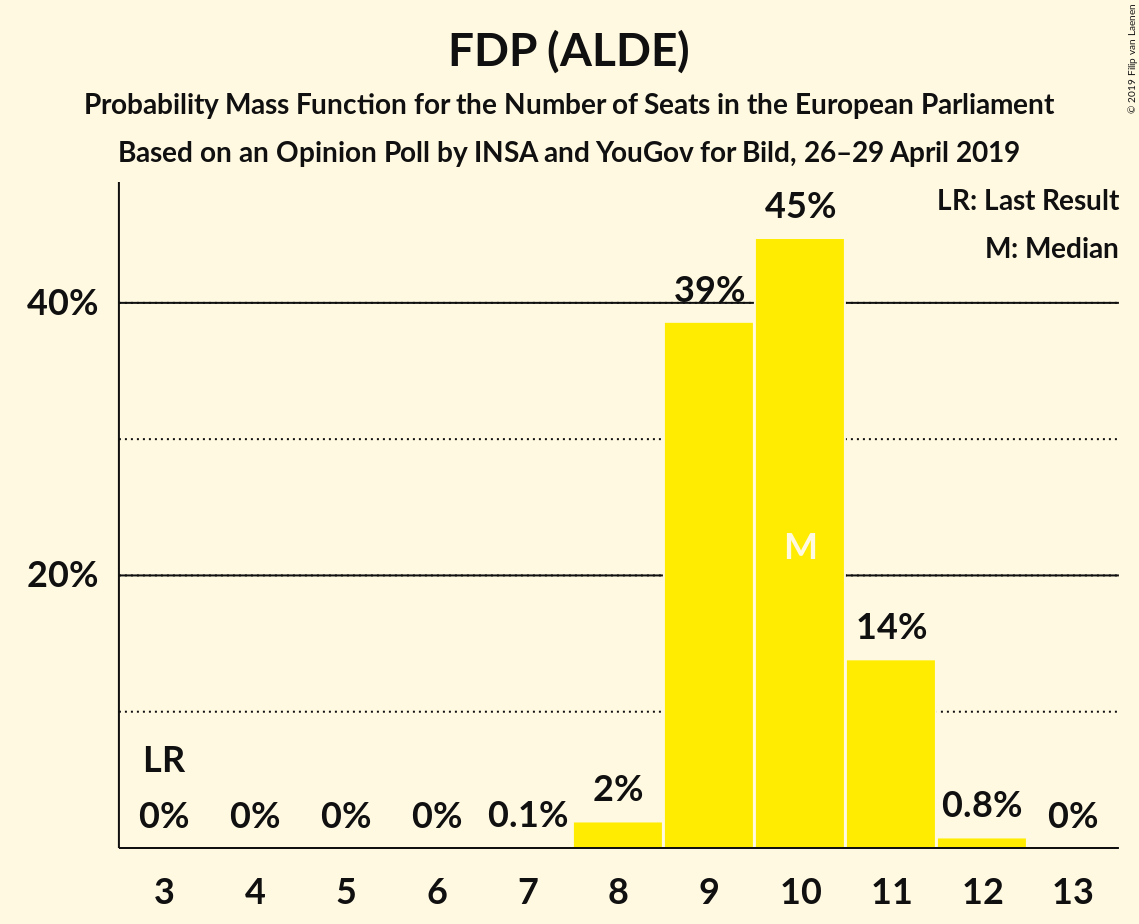 FDP (ALDE)
Probability Mass Function for the Number of Seats in the European Parliament
Based on an Opinion Poll by INSA and YouGov for Bild, 26–29 April 2019
© 2019 Filip van Laenen
LR: Last Result
M: Median
45%
39%
40%
M
20%
14%
LR
0% 0% 0% 0% 0.1% 2% 0.8% 0%
3 4 5 6 7 8 9 10 11 12 13